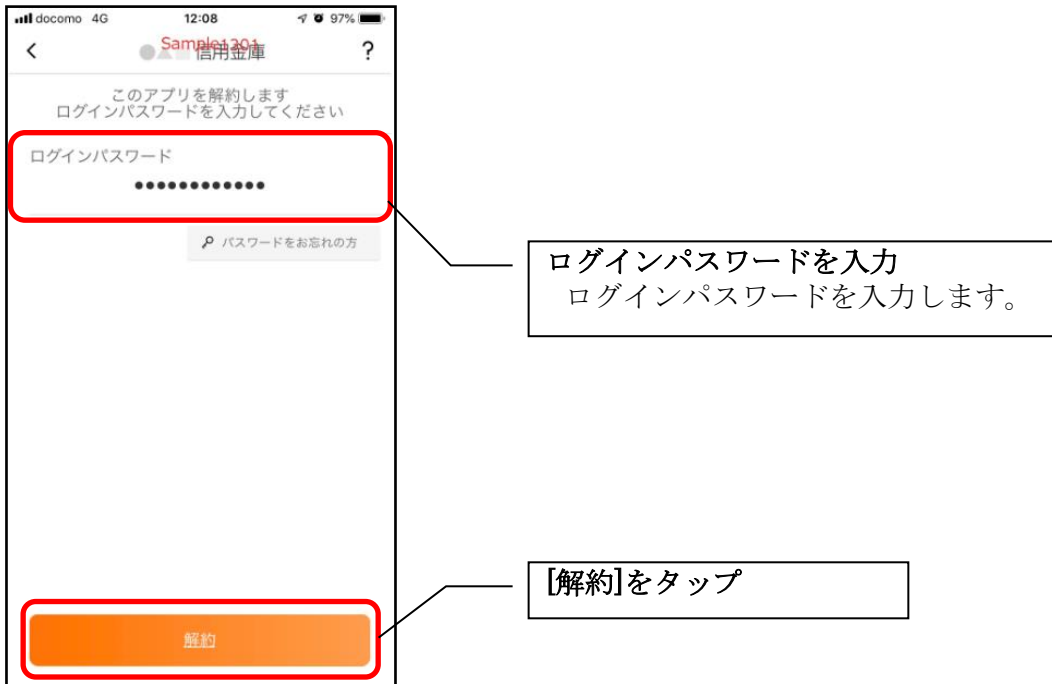 docomo 4G 12:08 97%
Sample1201
●▲■信用金庫 ?
このアプリを解約します
ログインパスワードを入力してください
ログインパスワード
●●●●●●●●●●●●
パスワードをお忘れの方
ログインパスワードを入力
ログインパスワードを入力します。
[解約]をタップ
解約